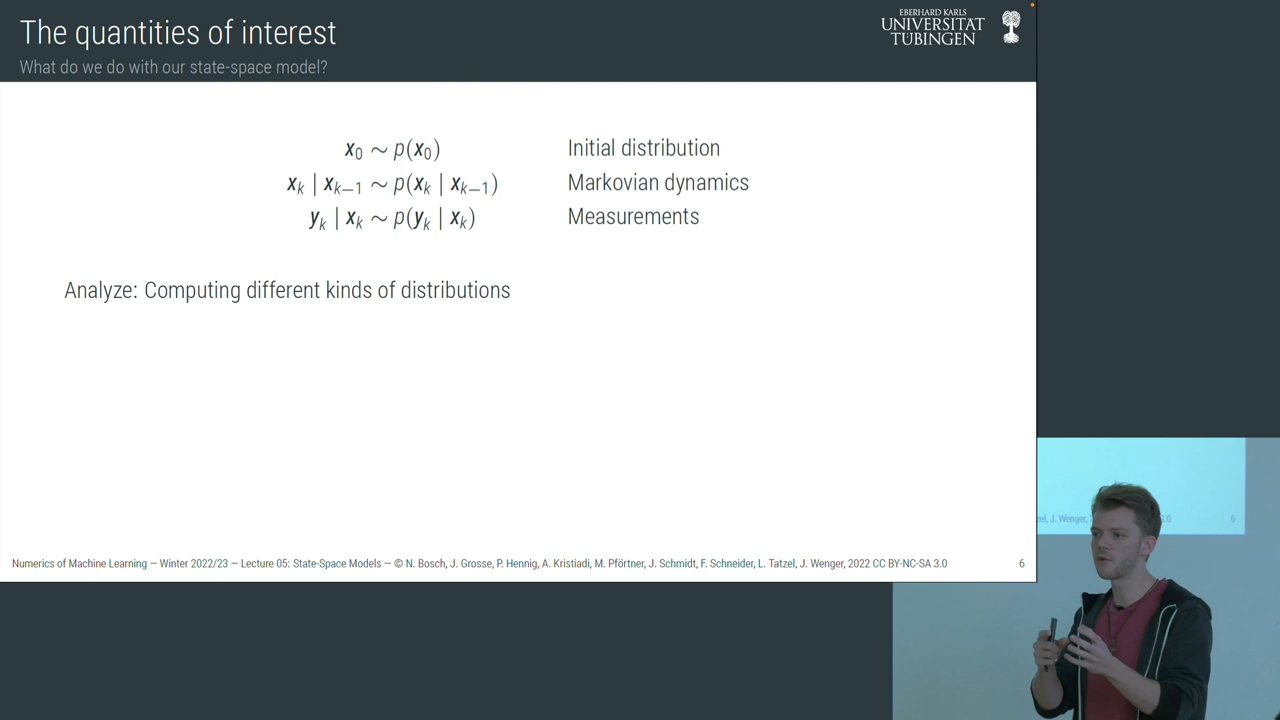 The quantities of interest
What do we do with our state-space model?
EBERHARD KARLS
UNIVERSITÄT
TÜBINGEN
x₀ ∼ p(x₀) Initial distribution
xₖ | xₖ₋₁ ∼ p(xₖ | xₖ₋₁) Markovian dynamics
yₖ | xₖ ∼ p(yₖ | xₖ) Measurements
Analyze: Computing different kinds of distributions
Numerics of Machine Learning — Winter 2022/23 — Lecture 05: State-Space Models — © N. Bosch, J. Grosse, P. Hennig, A. Kristiadi, M. Pförtner, J. Schmidt, F. Schneider, L. Tatzel, J. Wenger, 2022 CC BY-NC-SA 3.0 6
J. Wenger, 6